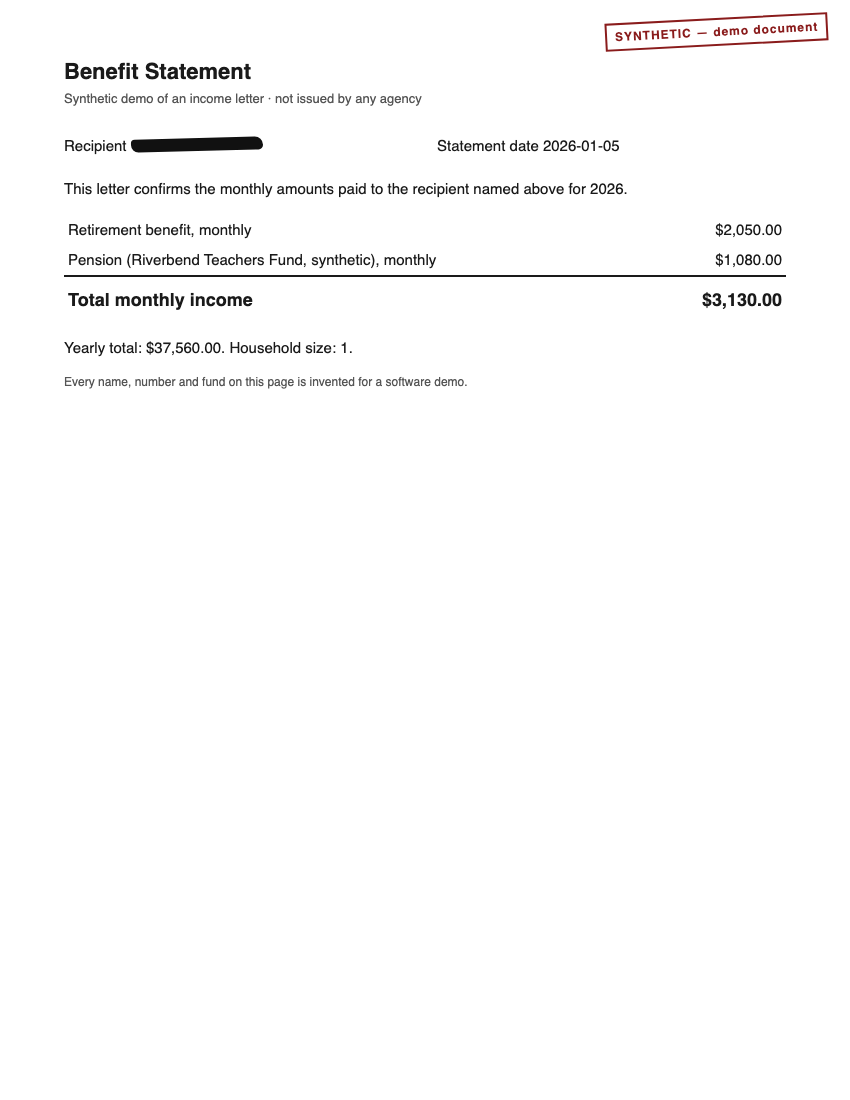 SYNTHETIC — demo document
Benefit Statement
Synthetic demo of an income letter · not issued by any agency
Recipient
Statement date 2026-01-05
This letter confirms the monthly amounts paid to the recipient named above for 2026.
Retirement benefit, monthly $2,050.00
Pension (Riverbend Teachers Fund, synthetic), monthly $1,080.00
Total monthly income $3,130.00
Yearly total: $37,560.00. Household size: 1.
Every name, number and fund on this page is invented for a software demo.